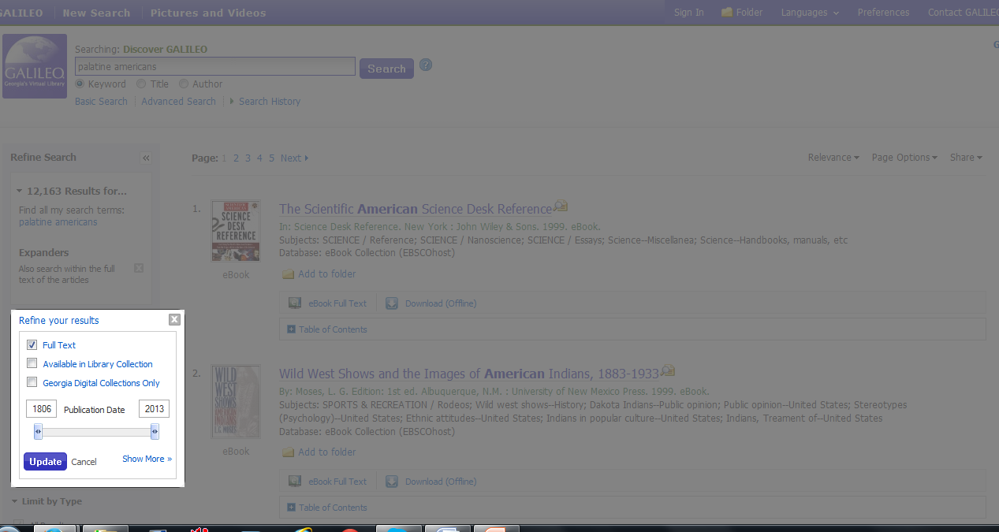 GALILEO New Search Pictures and Videos Sign In Folder Languages Preferences Contact GALILEO
Searching: Discover GALILEO
GALILEO
Georgia's Virtual Library
palatine americans Search ?
Keyword Title Author
Basic Search Advanced Search Search History
Refine Search «
Page: 1 2 3 4 5 Next Relevance Page Options Share
12,163 Results for...
Find all my search terms:
palatine americans
Expanders
Also search within the full
text of the articles
Refine your results
Full Text
Available in Library Collection
Georgia Digital Collections Only
1806 Publication Date 2013
Update Cancel Show More »
Limit by Type
1.
SCIENCE
DESK
REFERENCE
eBook
The Scientific American Science Desk Reference
In: Science Desk Reference. New York : John Wiley & Sons. 1999. eBook.
Subjects: SCIENCE / Reference; SCIENCE / Nanoscience; SCIENCE / Essays; Science--Miscellanea; Science--Handbooks, manuals, etc
Database: eBook Collection (EBSCOhost)
Add to folder
eBook Full Text Download (Offline)
Table of Contents
2.
WILD
WEST
SHOWS
AMERICAN
INDIANS
L.G. MOSES
eBook
Wild West Shows and the Images of American Indians, 1883-1933
By: Moses, L. G. Edition: 1st ed. Albuquerque, N.M. : University of New Mexico Press. 1999. eBook.
Subjects: SPORTS & RECREATION / Rodeos; Wild west shows--History; Dakota Indians--Public opinion; Public opinion--United States; Stereotypes
(Psychology)--United States; Ethnic attitudes--United States; Indians in popular culture--United States; Indians, Treament of--United States
Database: eBook Collection (EBSCOhost)
Add to folder
eBook Full Text Download (Offline)
Table of Contents